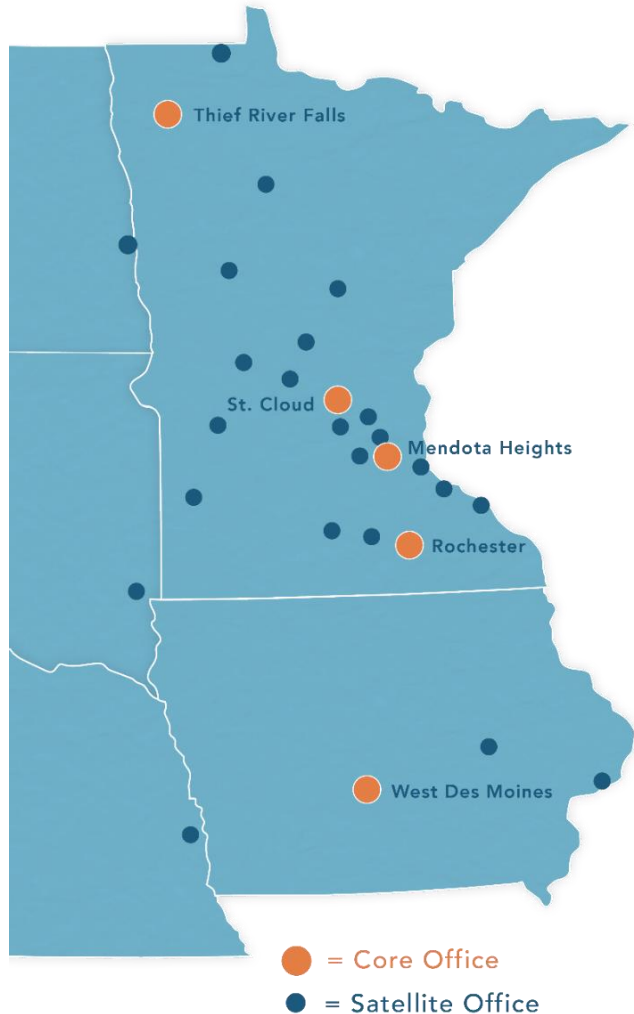 Thief River Falls
St. Cloud
Mendota Heights
Rochester
West Des Moines
= Core Office
= Satellite Office